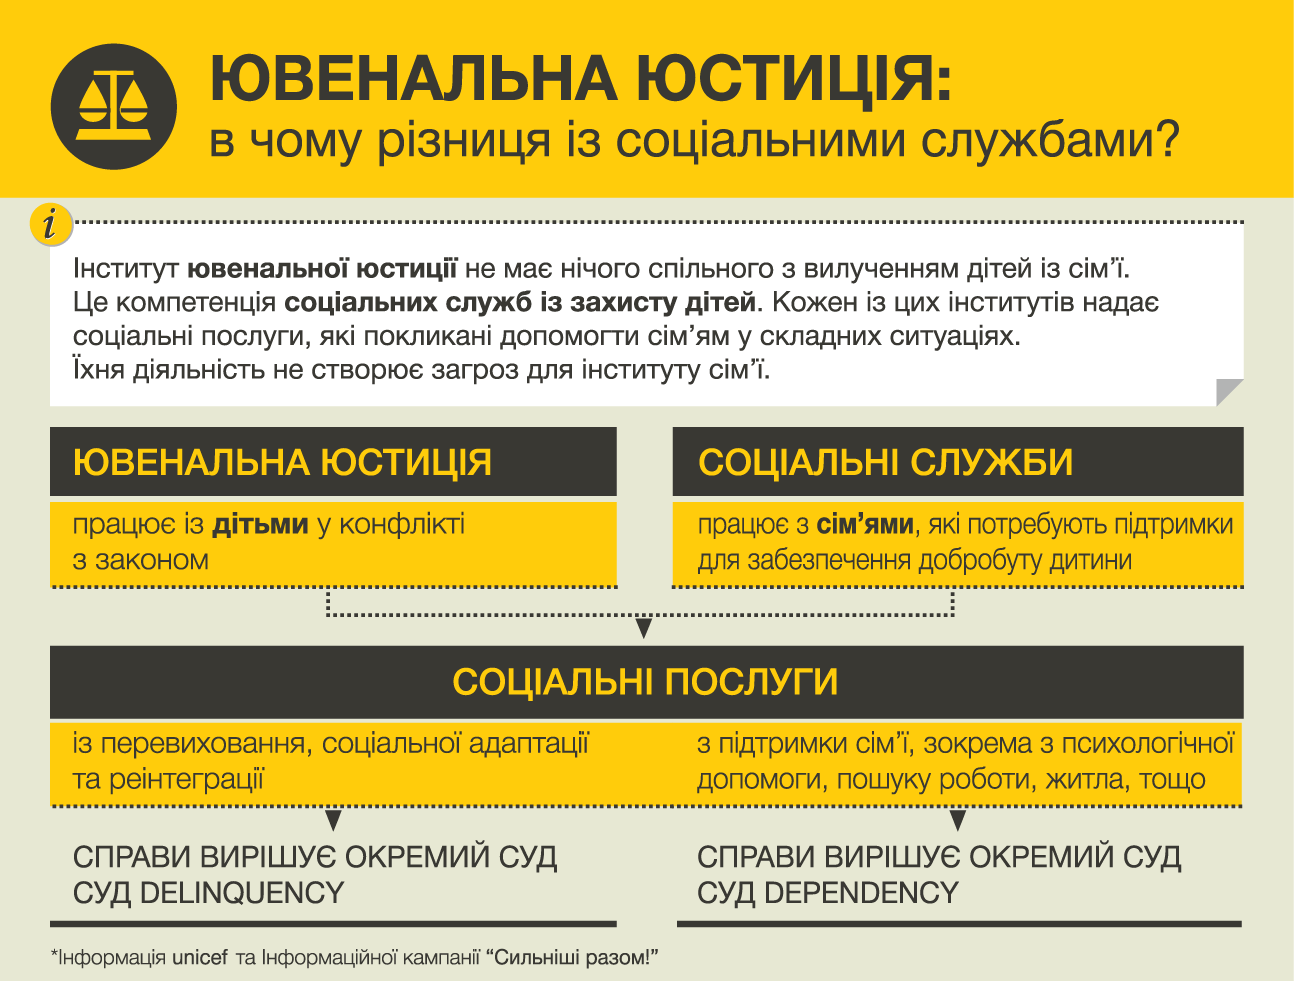 ЮВЕНАЛЬНА ЮСТИЦІЯ:
в чому різниця із соціальними службами?
i
Інститут ювенальної юстиції не має нічого спільного з вилученням дітей із сім’ї.
Це компетенція соціальних служб із захисту дітей. Кожен із цих інститутів надає
соціальні послуги, які покликані допомогти сім’ям у складних ситуаціях.
Їхня діяльність не створює загроз для інституту сім’ї.
ЮВЕНАЛЬНА ЮСТИЦІЯ
працює із дітьми у конфлікті
з законом
СОЦІАЛЬНІ СЛУЖБИ
працює з сім’ями, які потребують підтримки
для забезпечення добробуту дитини
СОЦІАЛЬНІ ПОСЛУГИ
із перевиховання, соціальної адаптації
та реінтеграції
з підтримки сім’ї, зокрема з психологічної
допомоги, пошуку роботи, житла, тощо
СПРАВИ ВИРІШУЄ ОКРЕМИЙ СУД
СУД DELINQUENCY
СПРАВИ ВИРІШУЄ ОКРЕМИЙ СУД
СУД DEPENDENCY
*Інформація unicef та Інформаційної кампанії “Сильніші разом!”